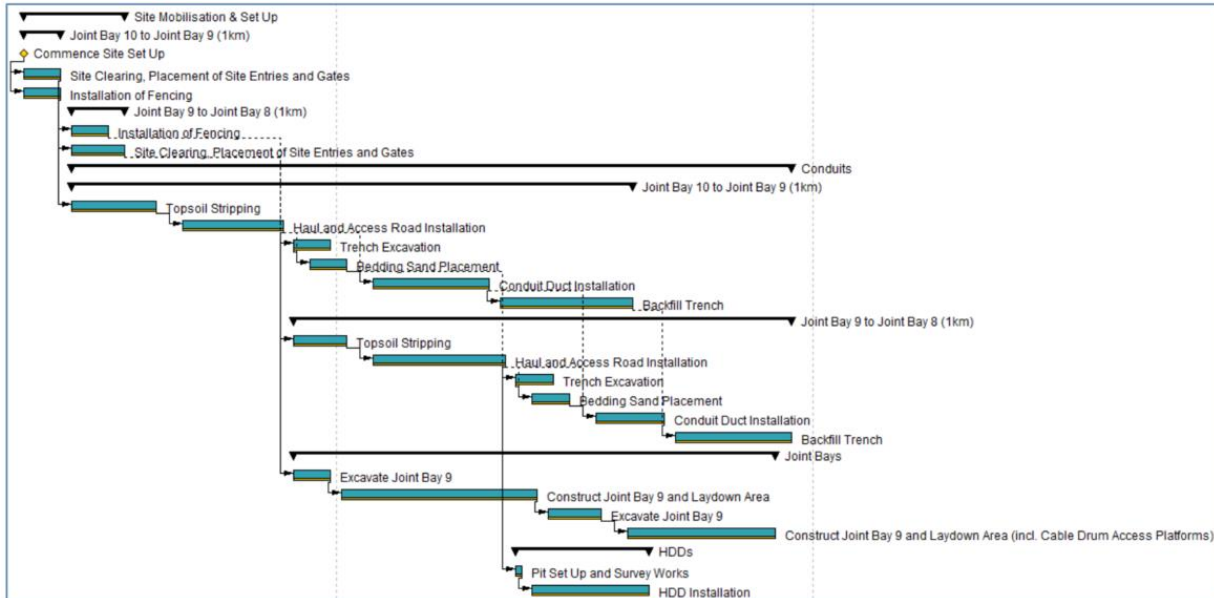 Site Mobilisation & Set Up
Joint Bay 10 to Joint Bay 9 (1km)
Commence Site Set Up
Site Clearing, Placement of Site Entries and Gates
Installation of Fencing
Joint Bay 9 to Joint Bay 8 (1km)
Installation of Fencing
Site Clearing, Placement of Site Entries and Gates
Conduits
Joint Bay 10 to Joint Bay 9 (1km)
Topsoil Stripping
Haul and Access Road Installation
Trench Excavation
Bedding Sand Placement
Conduit Duct Installation
Backfill Trench
Joint Bay 9 to Joint Bay 8 (1km)
Topsoil Stripping
Haul and Access Road Installation
Trench Excavation
Bedding Sand Placement
Conduit Duct Installation
Backfill Trench
Joint Bays
Excavate Joint Bay 9
Construct Joint Bay 9 and Laydown Area
Excavate Joint Bay 9
Construct Joint Bay 9 and Laydown Area (incl. Cable Drum Access Platforms)
HDDs
Pit Set Up and Survey Works
HDD Installation